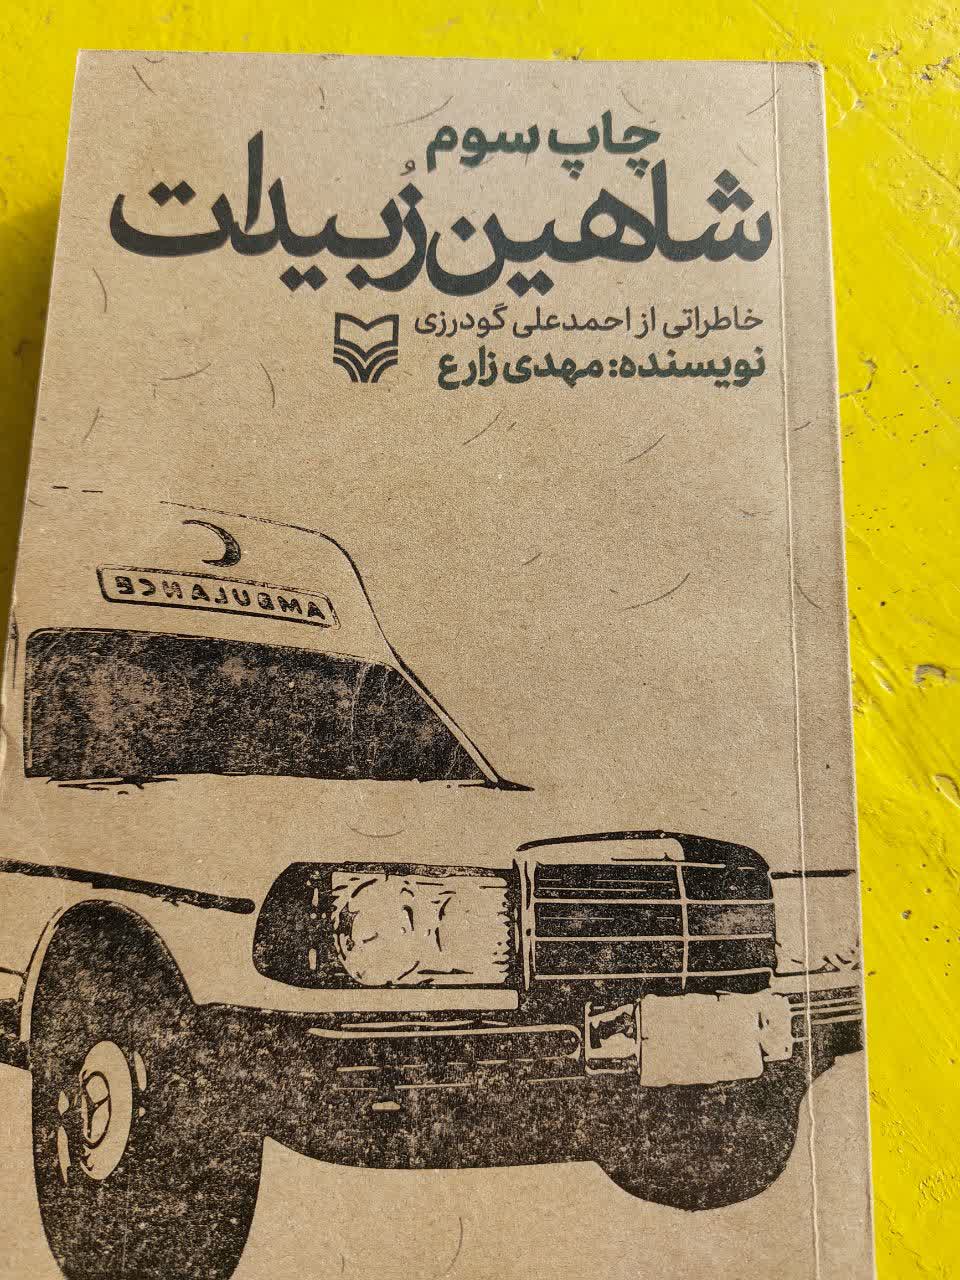 چاپ سوم
شاهین زُبیدات
خاطراتی از احمدعلی گودرزی
نویسنده: مهدی زارع
AMBULANCE